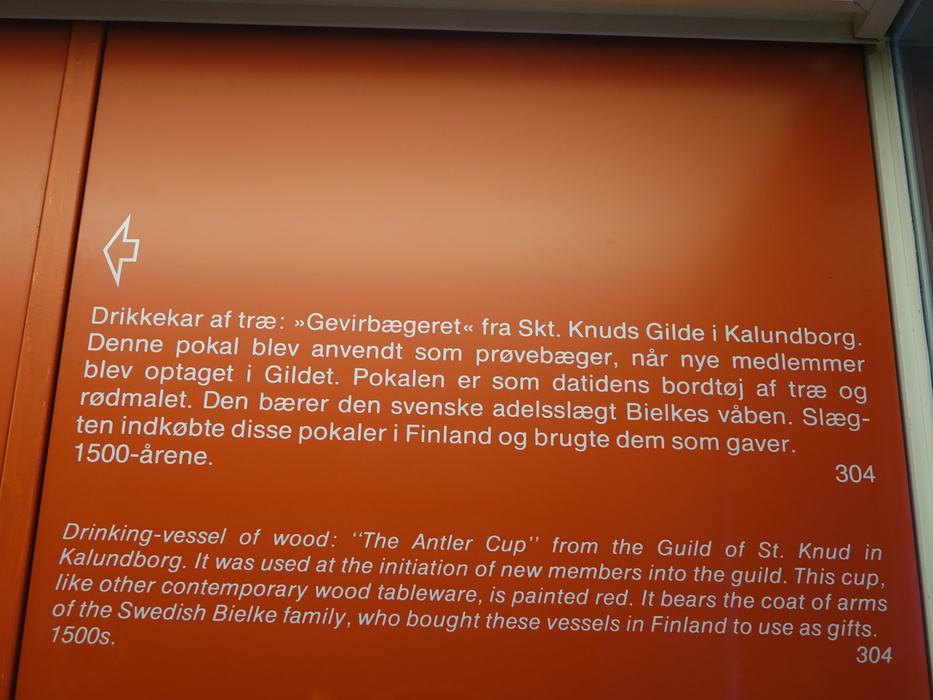 Drikkekar af træ: »Gevirbægeret« fra Skt. Knuds Gilde i Kalundborg.
Denne pokal blev anvendt som prøvebæger, når nye medlemmer
blev optaget i Gildet. Pokalen er som datidens bordtøj af træ og
rødmalet. Den bærer den svenske adelsslægt Bielkes våben. Slæg-
ten indkøbte disse pokaler i Finland og brugte dem som gaver.
1500-årene.
304
Drinking-vessel of wood: ‘‘The Antler Cup’’ from the Guild of St. Knud in
Kalundborg. It was used at the initiation of new members into the guild. This cup,
like other contemporary wood tableware, is painted red. It bears the coat of arms
of the Swedish Bielke family, who bought these vessels in Finland to use as gifts.
1500s.
304